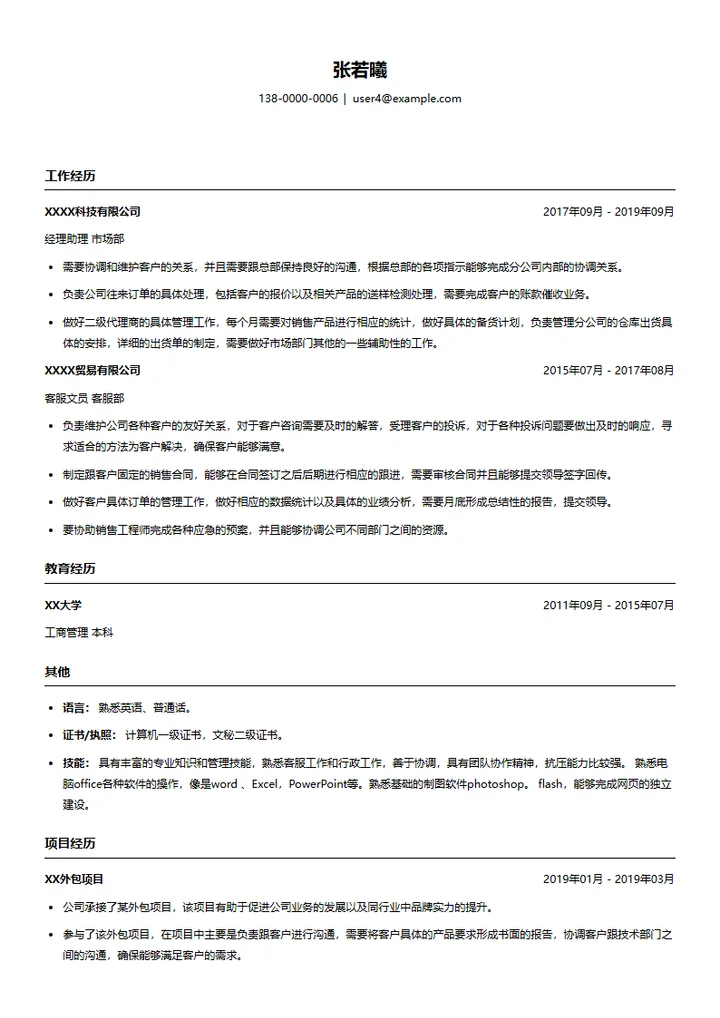 张若曦
138-0000-0006 | user4@example.com
工作经历
XXXX科技有限公司 2017年09月 - 2019年09月
经理助理 市场部
• 需要协调和维护客户的关系，并且需要跟总部保持良好的沟通，根据总部的各项指示能够完成分公司内部的协调关系。
• 负责公司往来订单的具体处理，包括客户的报价以及相关产品的送样检测处理，需要完成客户的账款催收业务。
• 做好二级代理商的具体管理工作，每个月需要对销售产品进行相应的统计，做好具体的备货计划，负责管理分公司的仓库出货具
体的安排，详细的出货单的制定，需要做好市场部门其他的一些辅助性的工作。
XXXX贸易有限公司 2015年07月 - 2017年08月
客服文员 客服部
• 负责维护公司各种客户的友好关系，对于客户咨询需要及时的解答，受理客户的投诉，对于各种投诉问题要做出及时的响应，寻
求适合的方法为客户解决，确保客户能够满意。
• 制定跟客户固定的销售合同，能够在合同签订之后后期进行相应的跟进，需要审核合同并且能够提交领导签字回传。
• 做好客户具体订单的管理工作，做好相应的数据统计以及具体的业绩分析，需要月底形成总结性的报告，提交领导。
• 要协助销售工程师完成各种应急的预案，并且能够协调公司不同部门之间的资源。
教育经历
XX大学 2011年09月 - 2015年07月
工商管理 本科
其他
• 语言： 熟悉英语、普通话。
• 证书/执照： 计算机一级证书，文秘二级证书。
• 技能： 具有丰富的专业知识和管理技能，熟悉客服工作和行政工作，善于协调，具有团队协作精神，抗压能力比较强。 熟悉电
脑office各种软件的操作，像是word 、Excel，PowerPoint等。熟悉基础的制图软件photoshop。 flash，能够完成网页的独立
建设。
项目经历
XX外包项目 2019年01月 - 2019年03月
• 公司承接了某外包项目，该项目有助于促进公司业务的发展以及同行业中品牌实力的提升。
• 参与了该外包项目，在项目中主要是负责跟客户进行沟通，需要将客户具体的产品要求形成书面的报告，协调客户跟技术部门之
间的沟通，确保能够满足客户的需求。